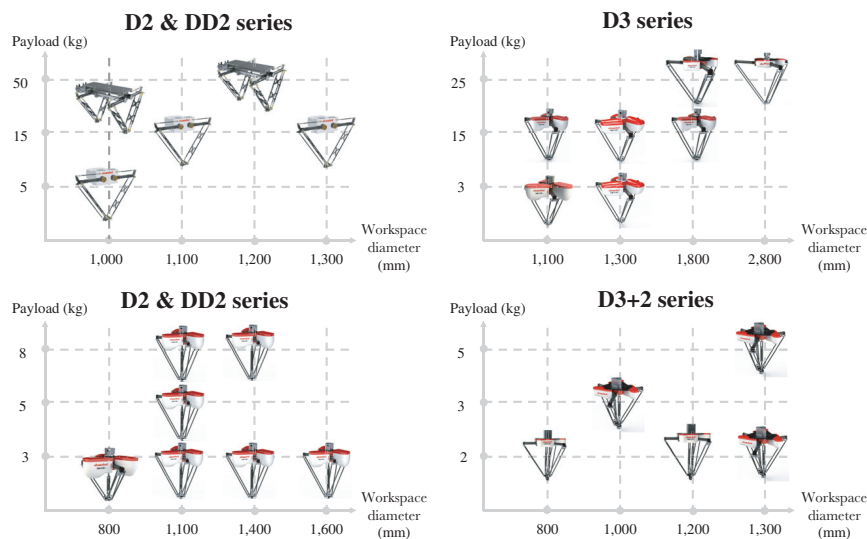 D2 & DD2 series
Payload (kg)
50
15
5
1,000
1,100
1,200
1,300
Workspace
diameter
(mm)
D3 series
Payload (kg)
25
15
3
1,100
1,300
1,800
2,800
Workspace
diameter
(mm)
D2 & DD2 series
Payload (kg)
8
5
3
800
1,100
1,400
1,600
Workspace
diameter
(mm)
D3+2 series
Payload (kg)
5
3
2
800
1,000
1,200
1,300
Workspace
diameter
(mm)